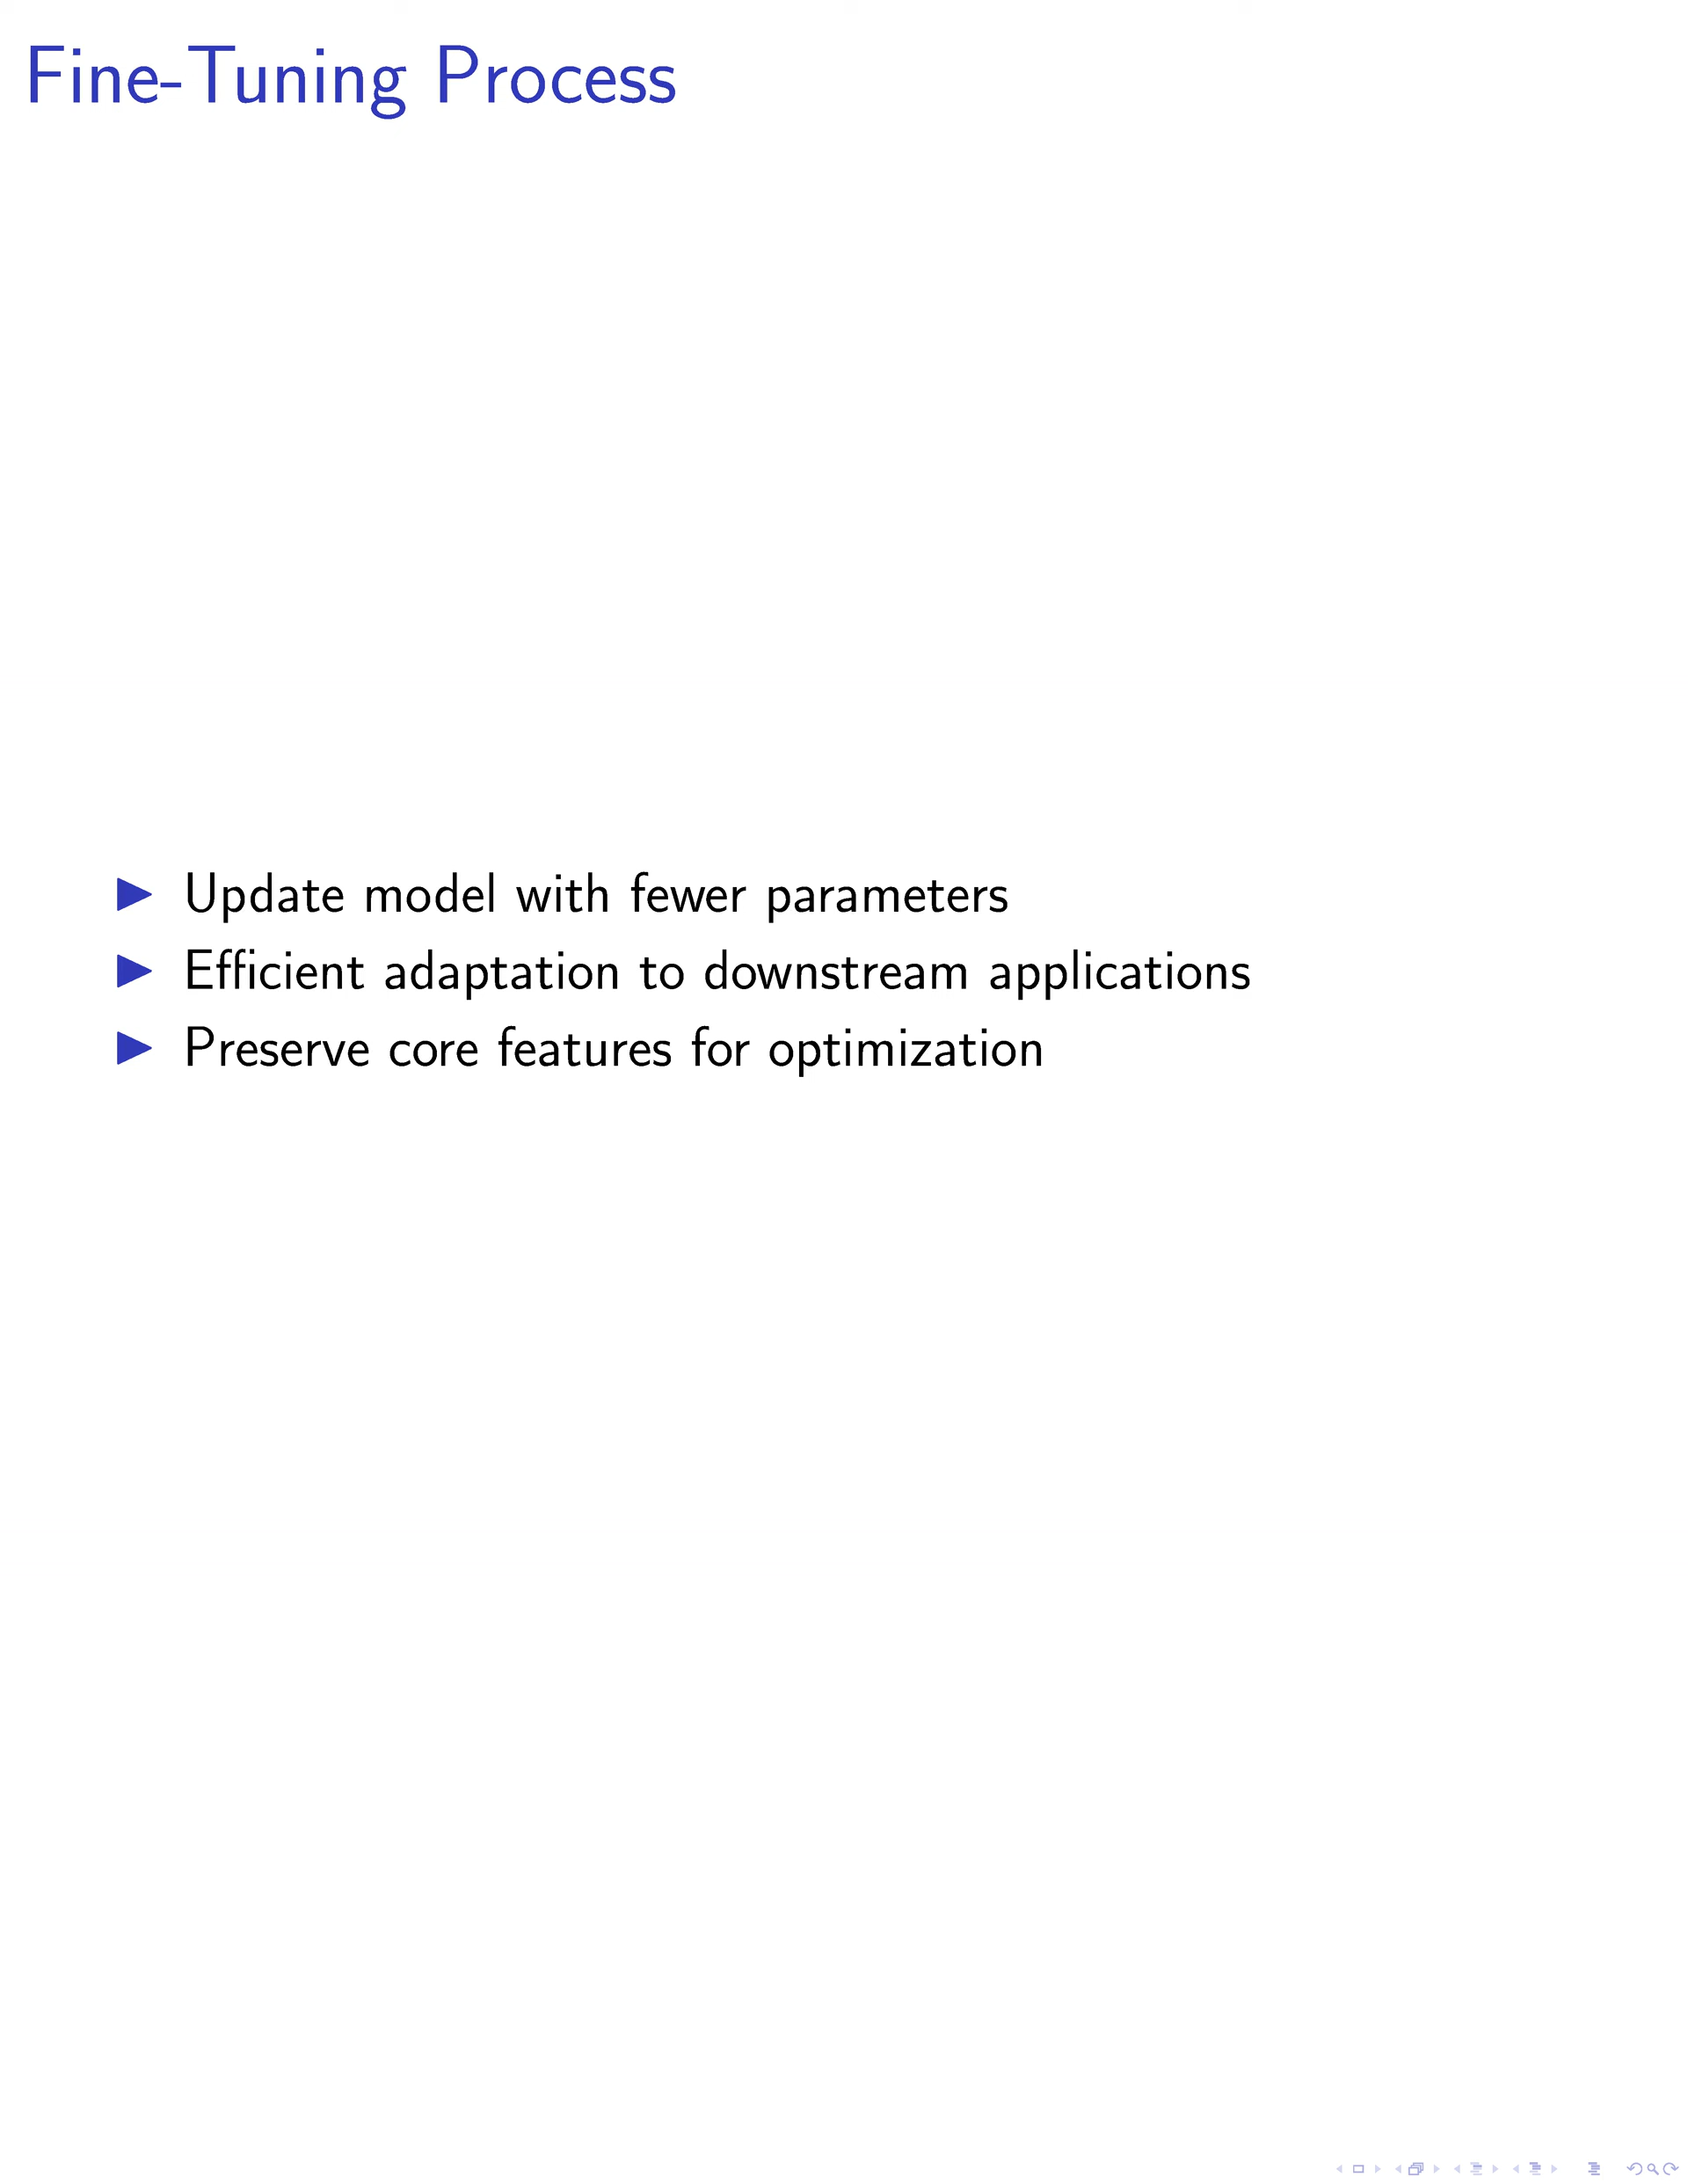 Fine-Tuning Process
Update model with fewer parameters
Efficient adaptation to downstream applications
Preserve core features for optimization